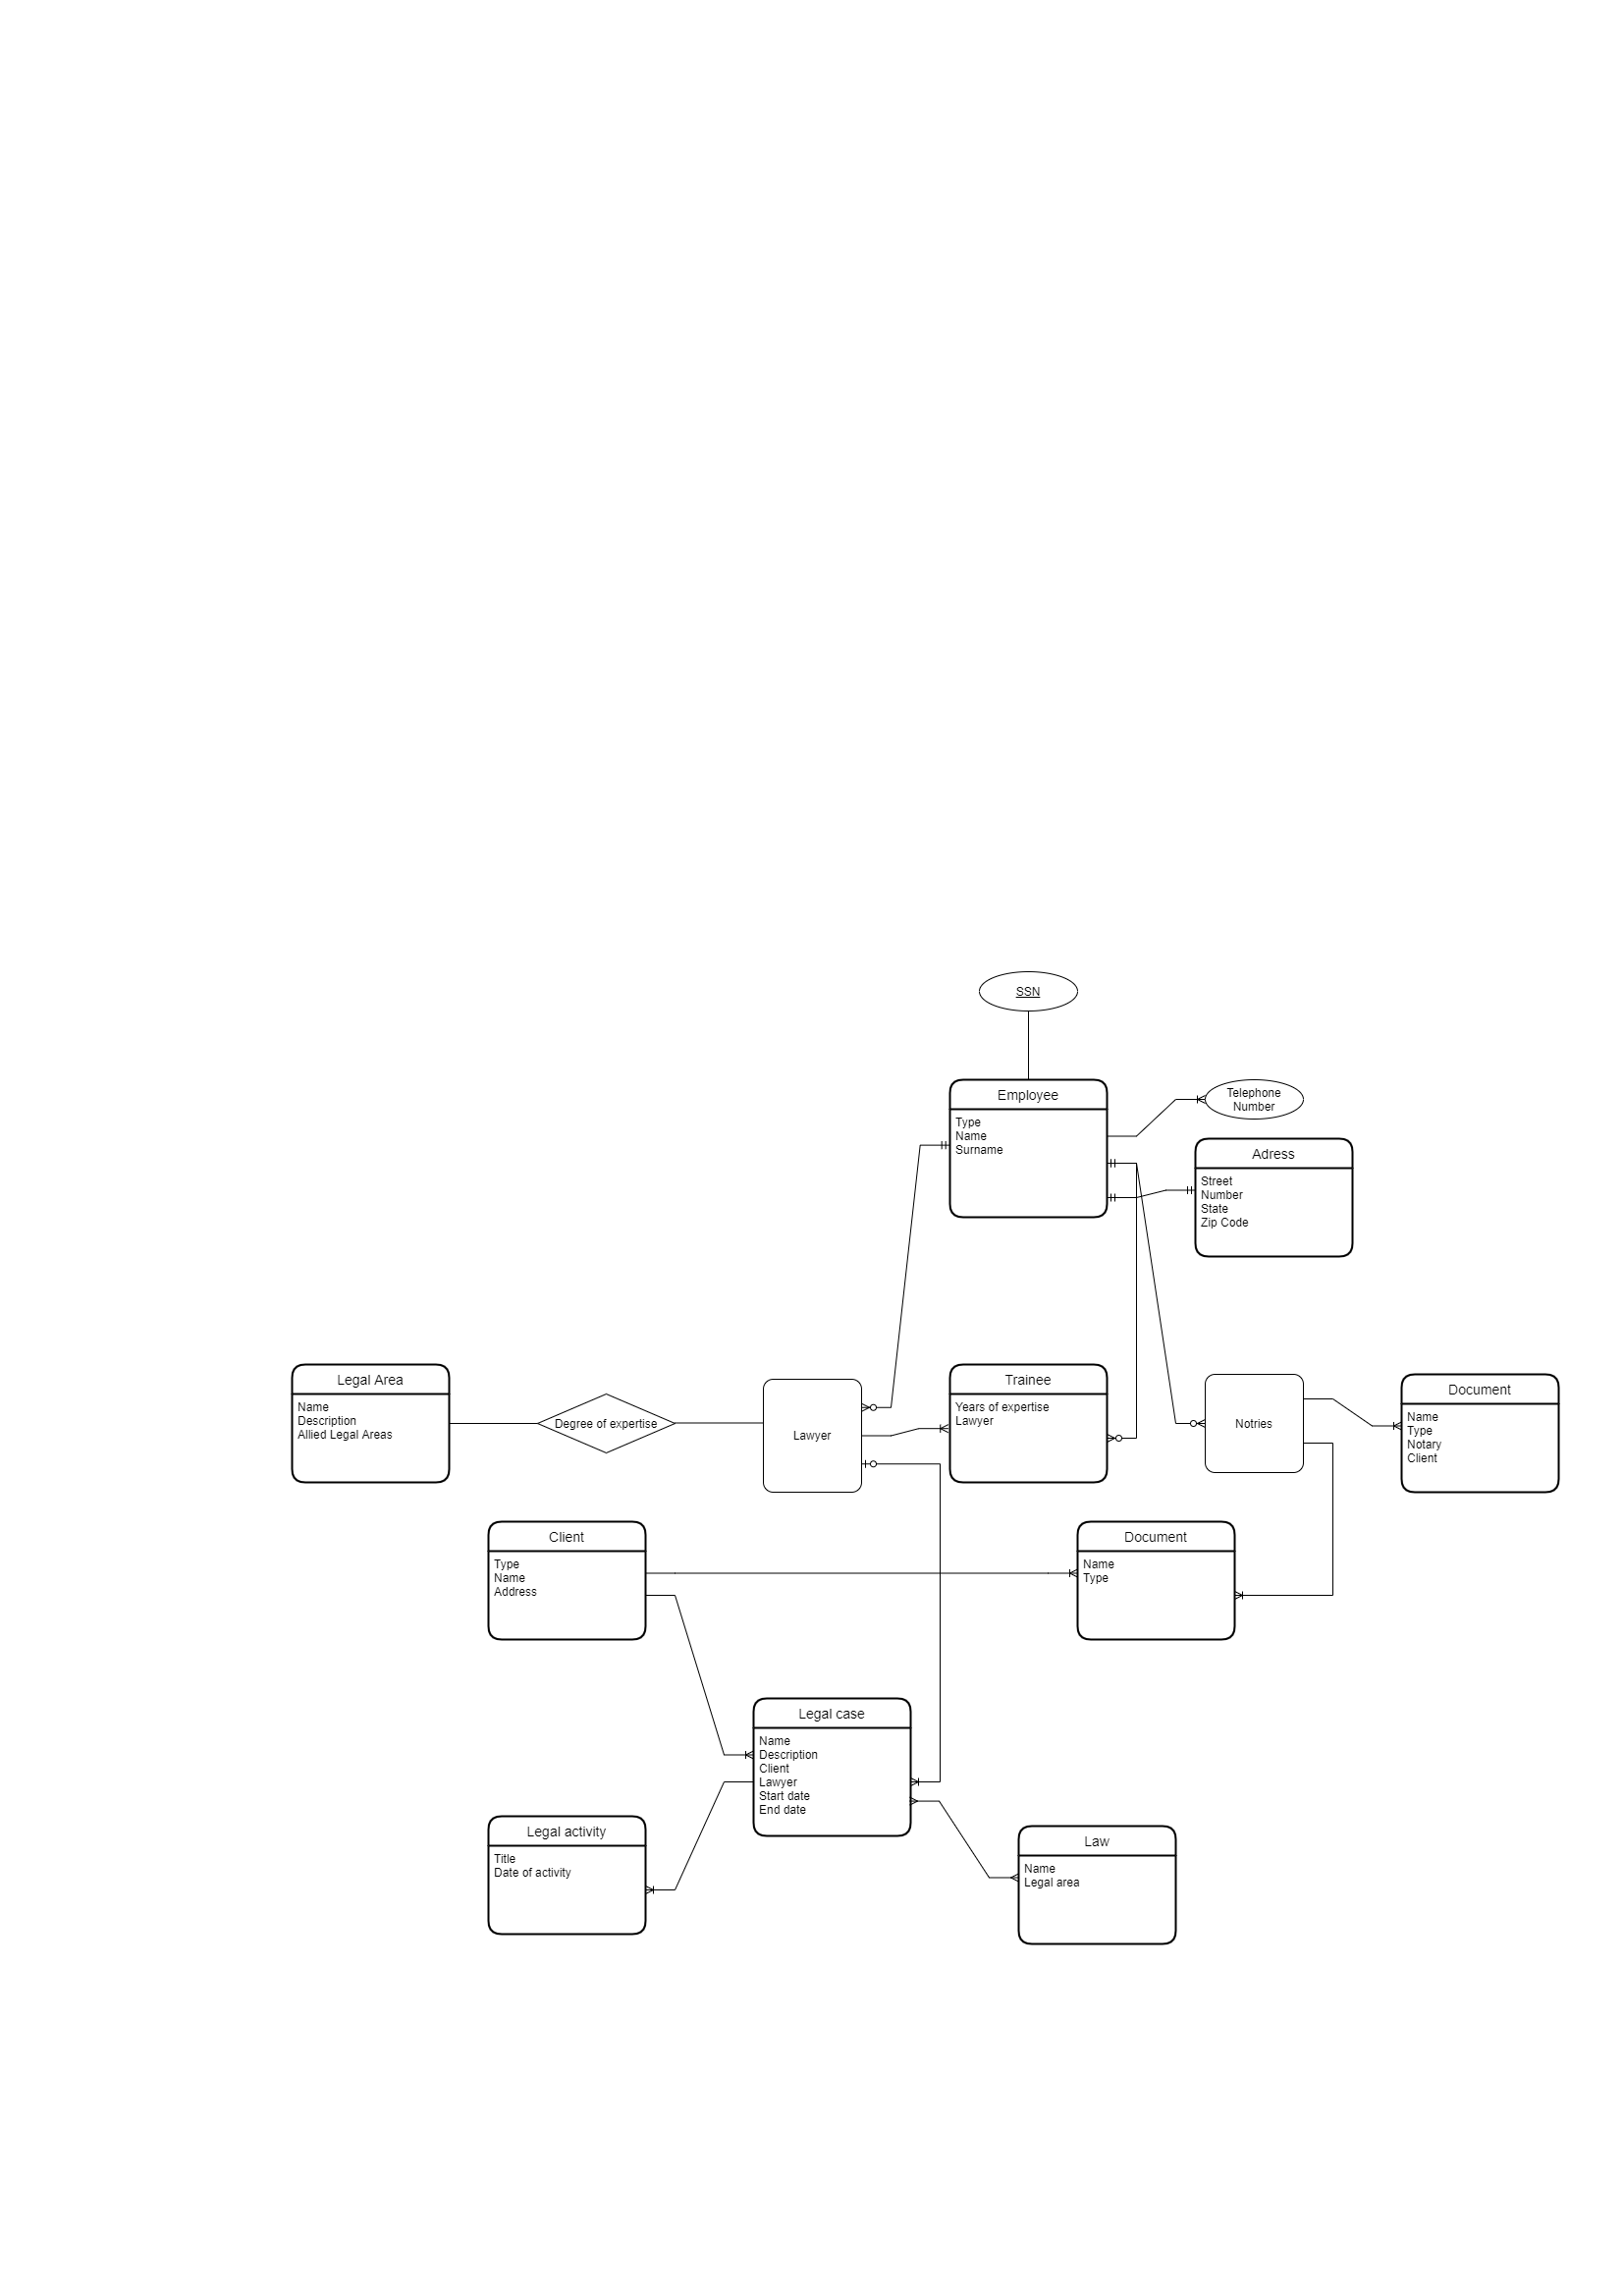 SSN
Employee
Type
Name
Surname
Telephone
Number
Adress
Street
Number
State
Zip Code
Legal Area
Name
Description
Allied Legal Areas
Degree of expertise
Lawyer
Trainee
Years of expertise
Lawyer
Notries
Document
Name
Type
Notary
Client
Client
Type
Name
Address
Document
Name
Type
Legal case
Name
Description
Client
Lawyer
Start date
End date
Legal activity
Title
Date of activity
Law
Name
Legal area